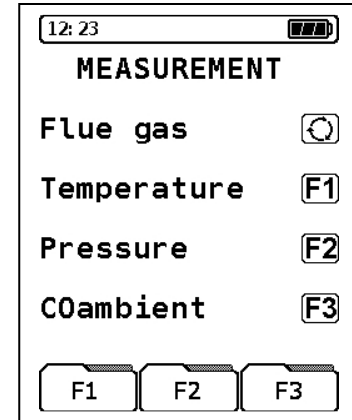 12:23
MEASUREMENT
Flue gas
Temperature F1
Pressure F2
COambient F3
F1 F2 F3